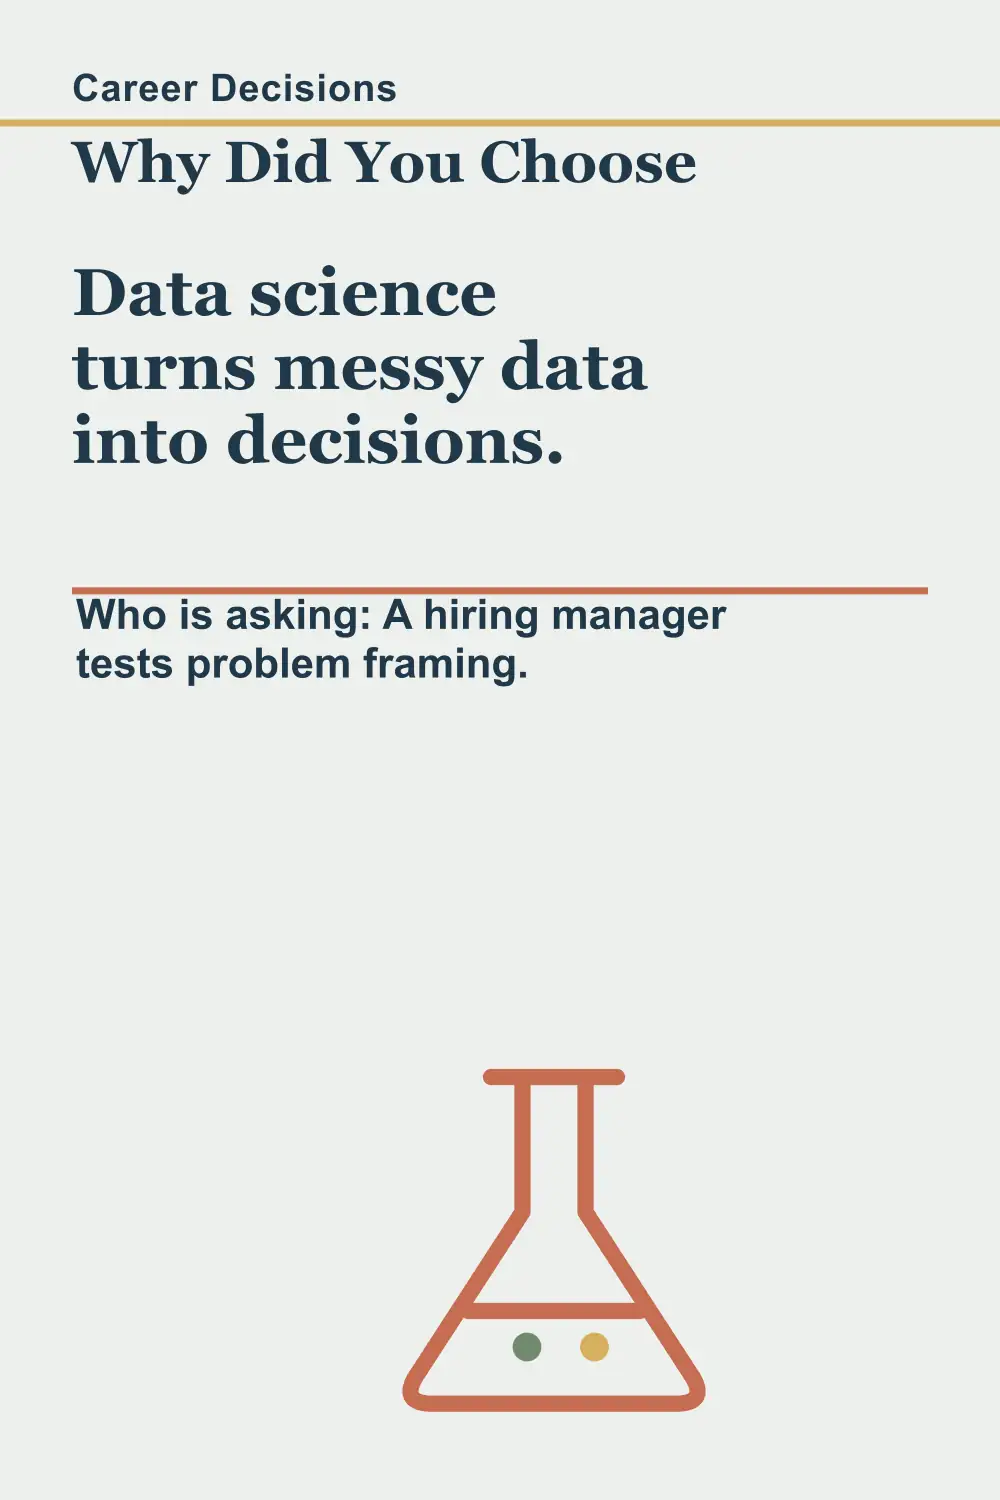 Career Decisions
Why Did You Choose
Data science
turns messy data
into decisions.
Who is asking: A hiring manager
tests problem framing.